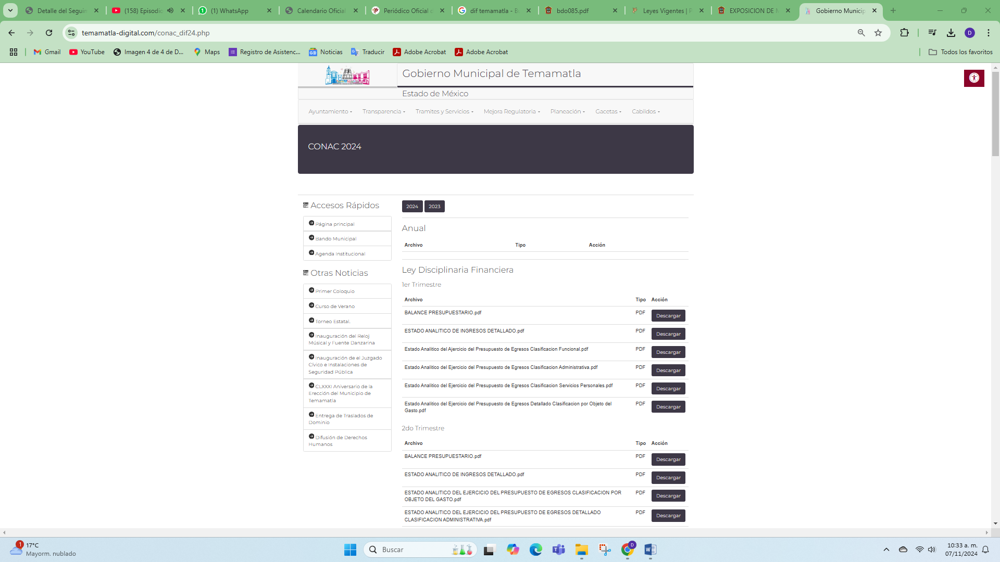 Detalle del Seguin
(158) Episodio
(1) WhatsApp
Calendario Oficial
Periódico Oficial d
dif temamatla - B
bdo085.pdf
Leyes Vigentes | P
EXPOSICION DE M
Gobierno Municip
temamatla-digital.com/conac_dif24.php
D
Gmail
YouTube
Imagen 4 de 4 de D...
Maps
Registro de Asistenc...
Noticias
Traducir
Adobe Acrobat
Adobe Acrobat
Todos los favoritos
Gobierno Municipal de Temamatla
Estado de México
Ayuntamiento
Transparencia
Tramites y Servicios
Mejora Regulatoria
Planeación
Gacetas
Cabildos
CONAC 2024
Accesos Rápidos
Página principal
Bando Municipal
Agenda Institucional
Otras Noticias
Primer Coloquio
Curso de Verano
Torneo Estatal.
Inauguración del Reloj
Músical y Fuente Danzarina
Inauguración de el Juzgado
Cívico e Instalaciones de
Seguridad Pública
CLXXXI Aniversario de la
Erección del Municipio de
Temamatla
Entrega de Traslados de
Dominio
Difusión de Derechos
Humanos
2024 2023
Anual
Archivo Tipo Acción
Ley Disciplinaria Financiera
1er Trimestre
Archivo Tipo Acción
BALANCE PRESUPUESTARIO.pdf PDF Descargar
ESTADO ANALITICO DE INGRESOS DETALLADO.pdf PDF Descargar
Estado Analitico del Ajercicio del Presupuesto de Egresos Clasificacion Funcional.pdf PDF Descargar
Estado Analitico del Ejercicio del Presupuesto de Egresos Clasificacion Administrativa.pdf PDF Descargar
Estado Analitico del Ejercicio del Presupuesto de Egresos Clasificacion Servicios Personales.pdf PDF Descargar
Estado Analitico del Ejercicio del Presupuesto de Egresos Detallado Clasificacion por Objeto del PDF Descargar
Gasto.pdf
2do Trimestre
Archivo Tipo Acción
BALANCE PRESUPUESTARIO.pdf PDF Descargar
ESTADO ANALITICO DE INGRESOS DETALLADO.pdf PDF Descargar
ESTADO ANALITICO DEL EJERCICIO DEL PRESUPUESTO DE EGRESOS CLASIFICACION POR PDF Descargar
OBJETO DEL GASTO.pdf
ESTADO ANALITICO DEL EJERCICIO DEL PRESUPUESTO DE EGRESOS DETALLADO PDF Descargar
CLASIFICACION ADMINISTRATIVA.pdf
1
17°C
Mayorm. nublado
Buscar
D
10:33 a. m.
07/11/2024